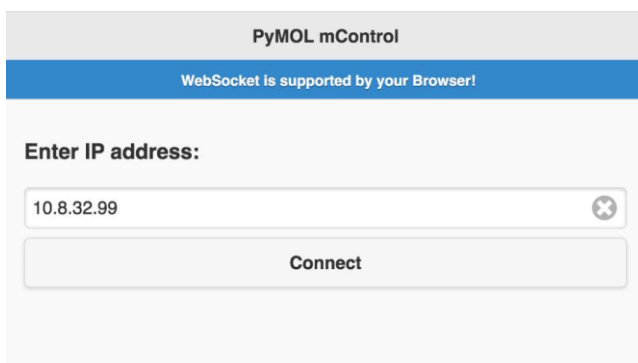 PyMOL mControl
WebSocket is supported by your Browser!
Enter IP address:
10.8.32.99
Connect